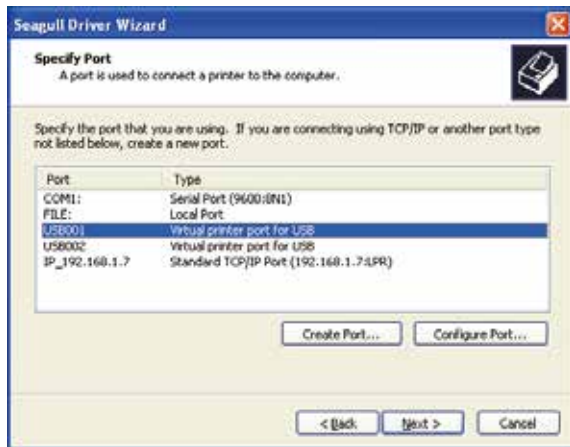 Seagull Driver Wizard
Specify Port
A port is used to connect a printer to the computer.
Specify the port that you are using. If you are connecting using TCP/IP or another port type
not listed below, create a new port.
Port Type
COM1: Serial Port (9600:8N1)
FILE: Local Port
USB001 Virtual printer port for USB
USB002 Virtual printer port for USB
IP_192.168.1.7 Standard TCP/IP Port (192.168.1.7:LPR)
Create Port... Configure Port...
< Back Next > Cancel